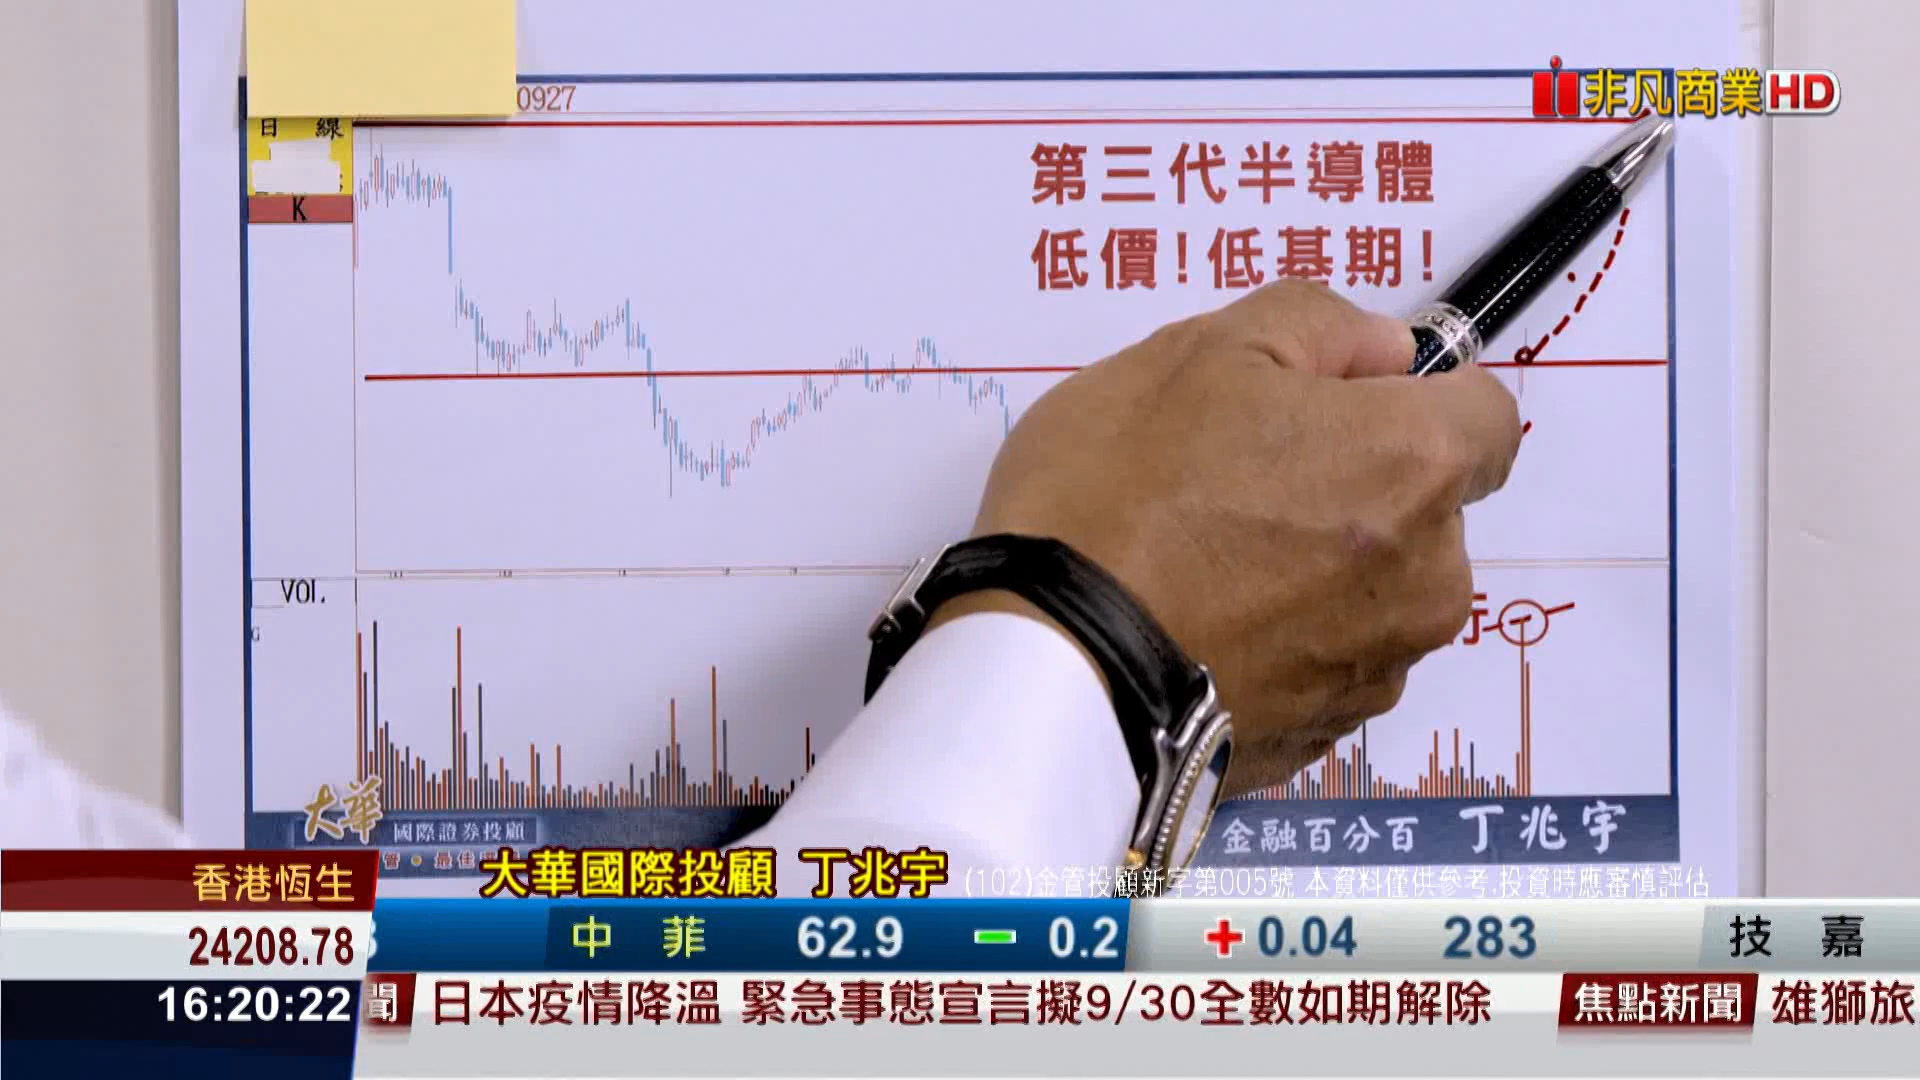 0927
非凡商業HD
日 線
K
第三代半導體
低價!低基期!
VOL.
行
大華 國際證券投顧
金融百分百 丁兆宇
大華國際投顧 丁兆宇
(102)金管投顧新字第005號 本資料僅供參考.投資時應審慎評估
香港恆生
24208.78
中 菲 62.9 0.2 +0.04 283 技 嘉
16:20:22
聞 日本疫情降溫 緊急事態宣言擬9/30全數如期解除 焦點新聞 雄獅旅